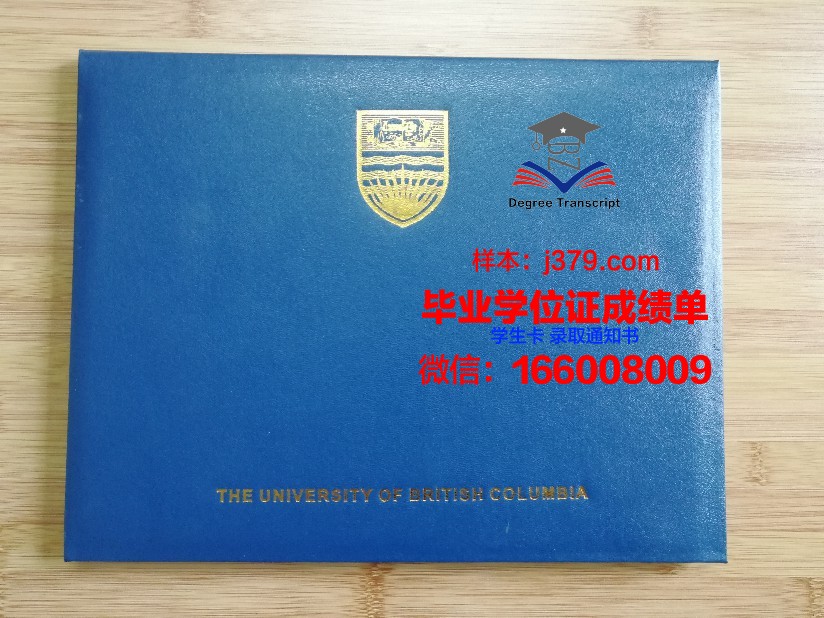 Degree Transcript
样本：j379.com
毕业学位证成绩单
学生卡 录取通知书
微信：166008009
THE UNIVERSITY OF BRITISH COLUMBIA